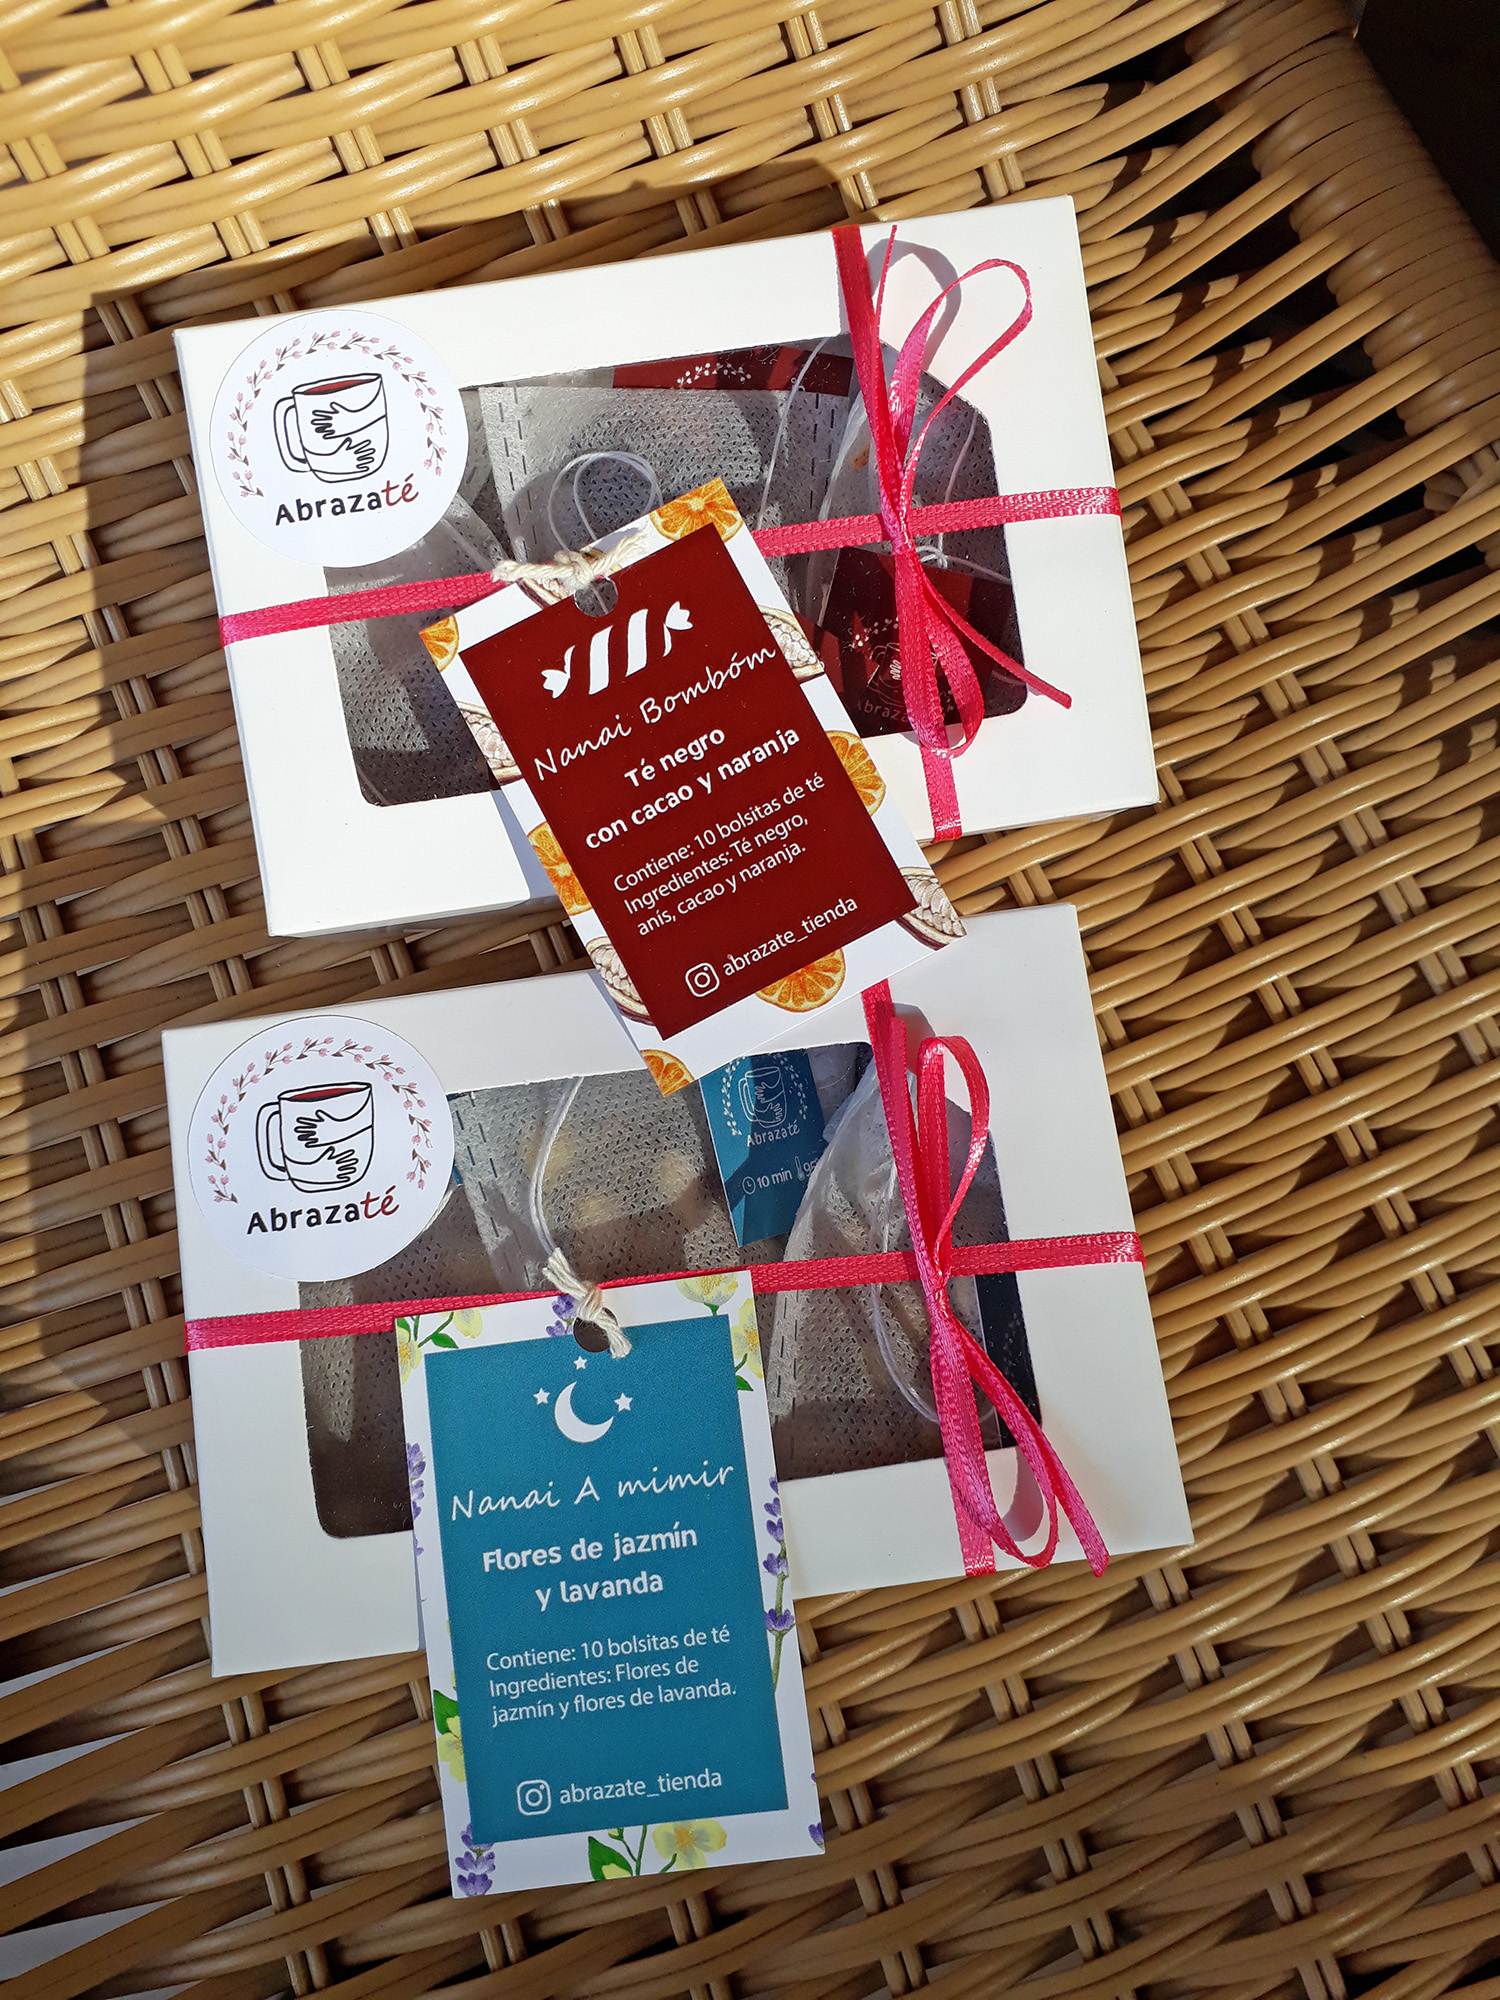 Abrazaté
Nanai Bombóm
Té negro
con cacao y naranja
Contiene: 10 bolsitas de té
Ingredientes: Té negro,
anís, cacao y naranja.
abrazate_tienda
Abrazaté
Abrazaté
10 min
Nanai A mimir
Flores de jazmín
y lavanda
Contiene: 10 bolsitas de té
Ingredientes: Flores de
jazmín y flores de lavanda.
abrazate_tienda